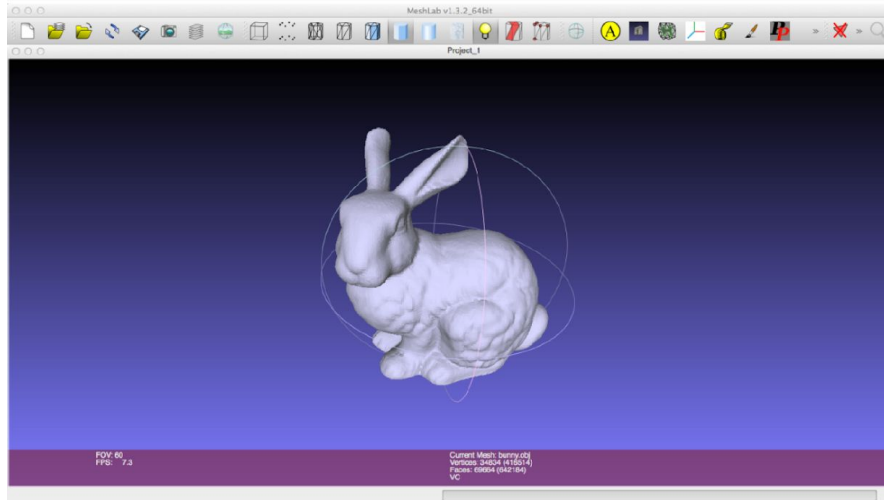 MeshLab v1.3.2_64bit
A
Project_1
FOV: 60
FPS: 7.3
Current Mesh: bunny.obj
Vertices: 34834 (416514)
Faces: 69664 (842184)
VC